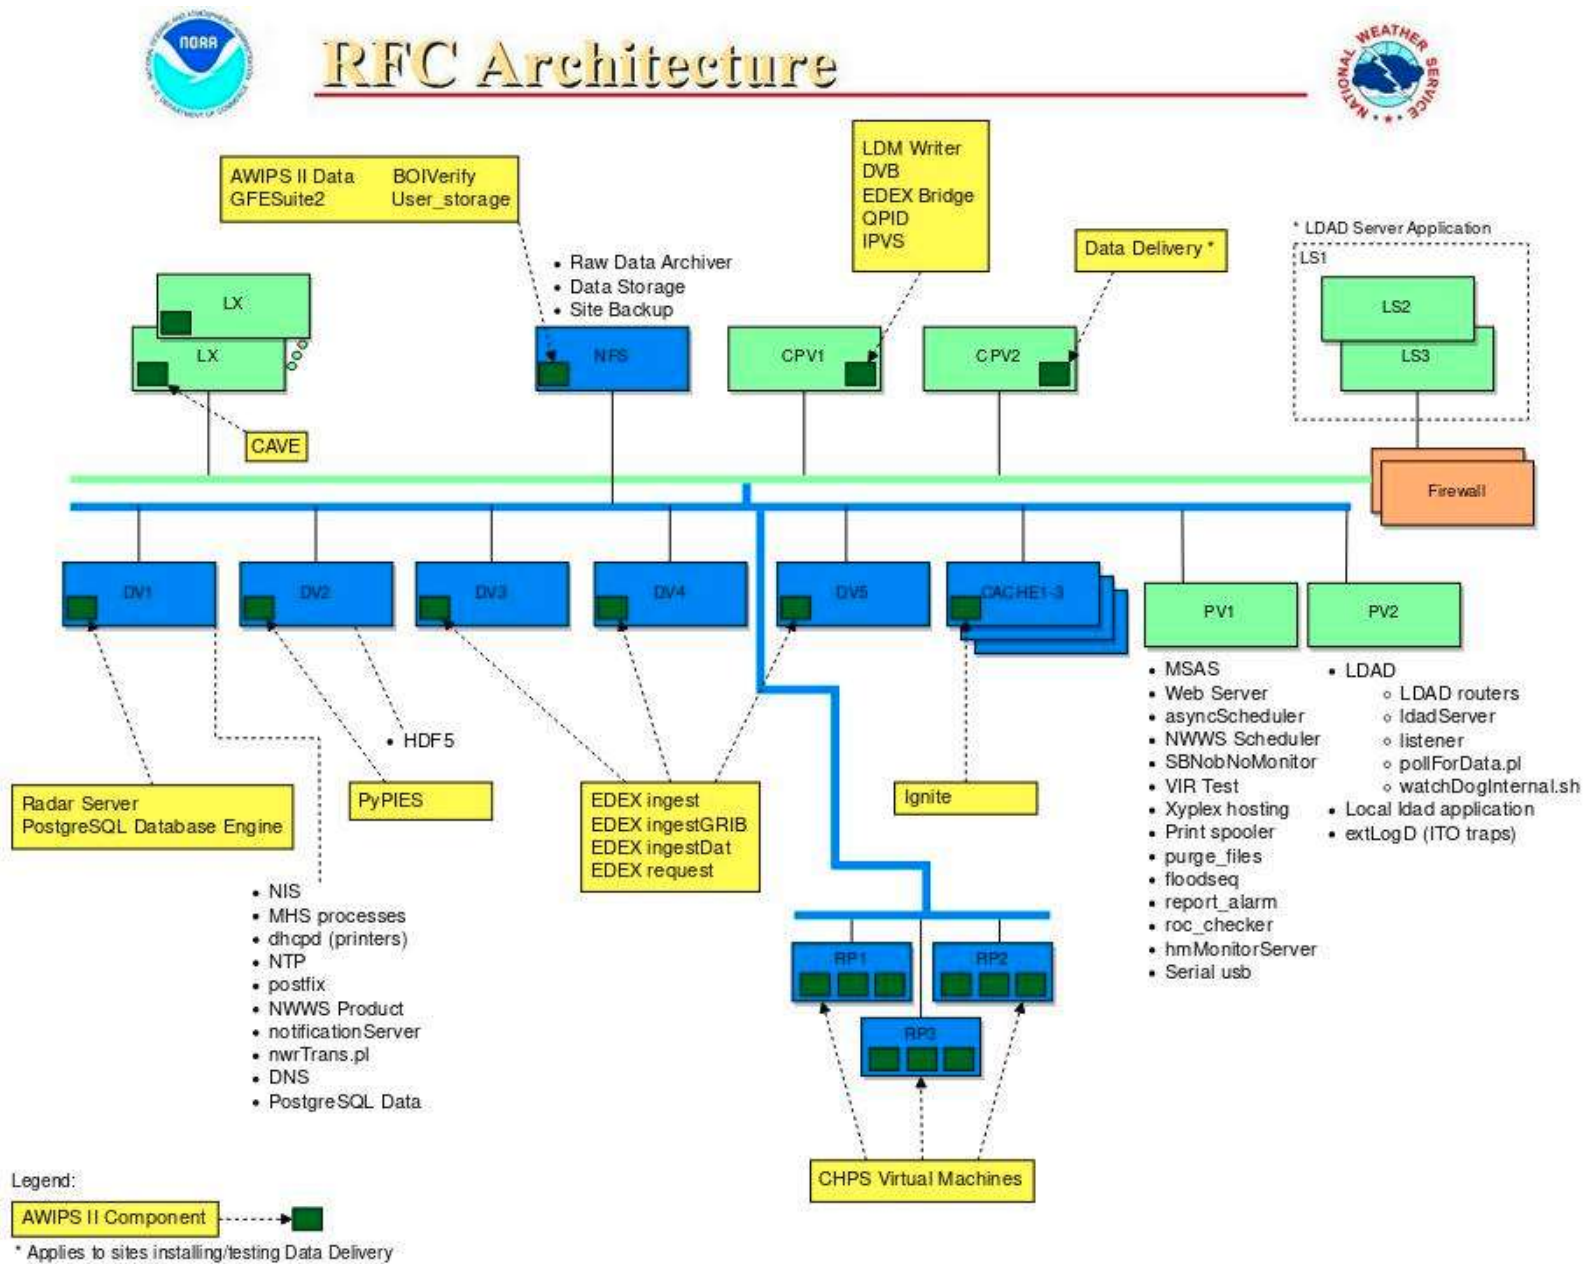 NOAA
RFC Architecture
NATIONAL WEATHER SERVICE
AWIPS II Data BOIVerify
GFESuite2 User_storage
LDM Writer
DVB
EDEX Bridge
QPID
IPVS
Data Delivery *
* LDAD Server Application
LS1
LS2
LS3
• Raw Data Archiver
• Data Storage
• Site Backup
LX
LX
NFS
CPV1
CPV2
CAVE
Firewall
DV1
DV2
DV3
DV4
DV5
CACHE1-3
PV1
PV2
• MSAS
• Web Server
• asyncScheduler
• NWWS Scheduler
• SBNobNoMonitor
• VIR Test
• Xyplex hosting
• Print spooler
• purge_files
• floodseq
• report_alarm
• roc_checker
• hmMonitorServer
• Serial usb
• LDAD
○ LDAD routers
○ ldadServer
○ listener
○ pollForData.pl
○ watchDogInternal.sh
• Local ldad application
• extLogD (ITO traps)
• HDF5
Radar Server
PostgreSQL Database Engine
PyPIES
EDEX ingest
EDEX ingestGRIB
EDEX ingestDat
EDEX request
Ignite
• NIS
• MHS processes
• dhcpd (printers)
• NTP
• postfix
• NWWS Product
• notificationServer
• nwrTrans.pl
• DNS
• PostgreSQL Data
RP1
RP2
RP3
CHPS Virtual Machines
Legend:
AWIPS II Component
* Applies to sites installing/testing Data Delivery